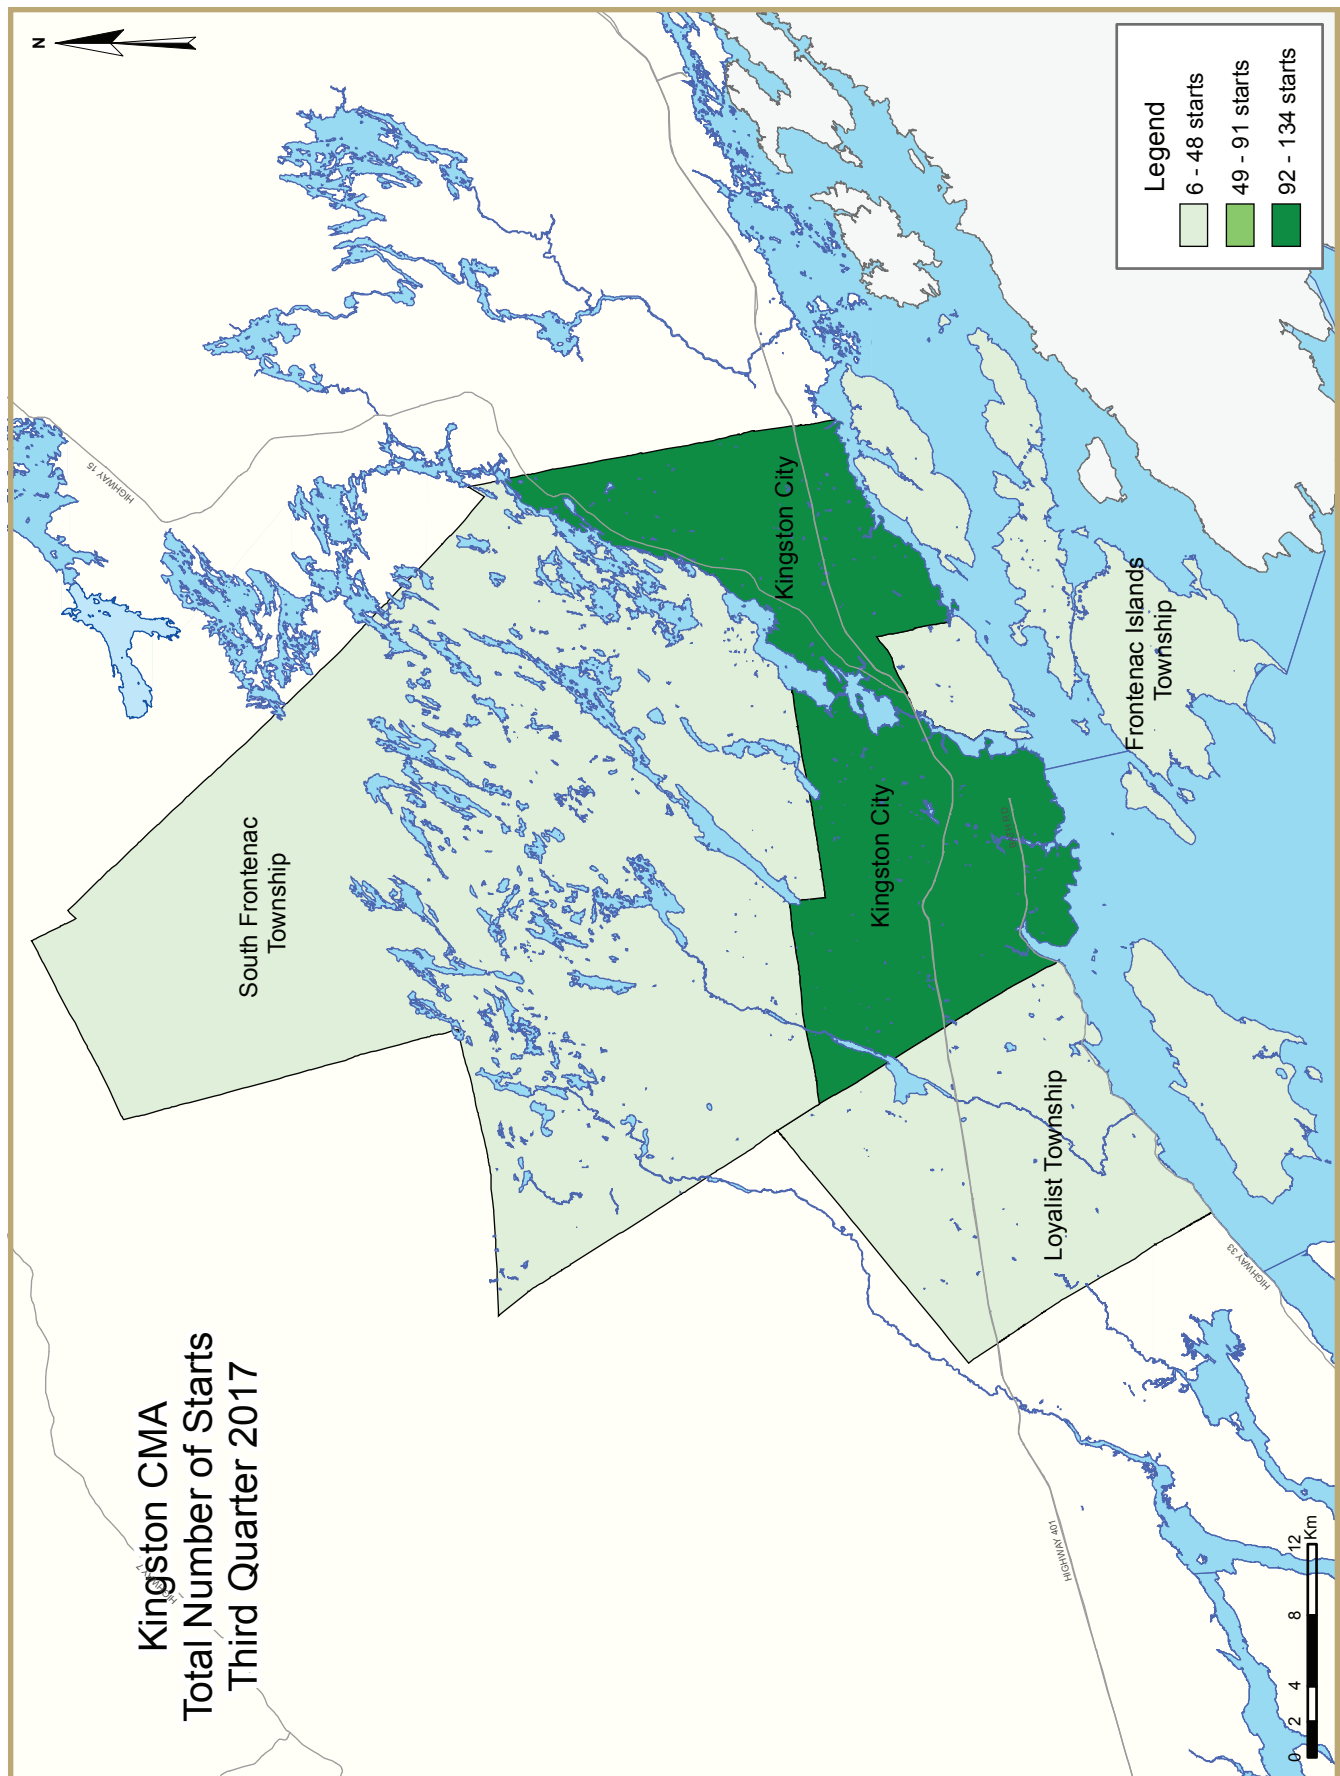 Kingston CMA
Total Number of Starts
Third Quarter 2017
N
HIGHWAY 7
HIGHWAY 15
South Frontenac
Township
Kingston City
Kingston City
Frontenac Islands
Township
Loyalist Township
HIGHWAY 33
HIGHWAY 401
Legend
6 - 48 starts
49 - 91 starts
92 - 134 starts
0 2 4 8 12
Km